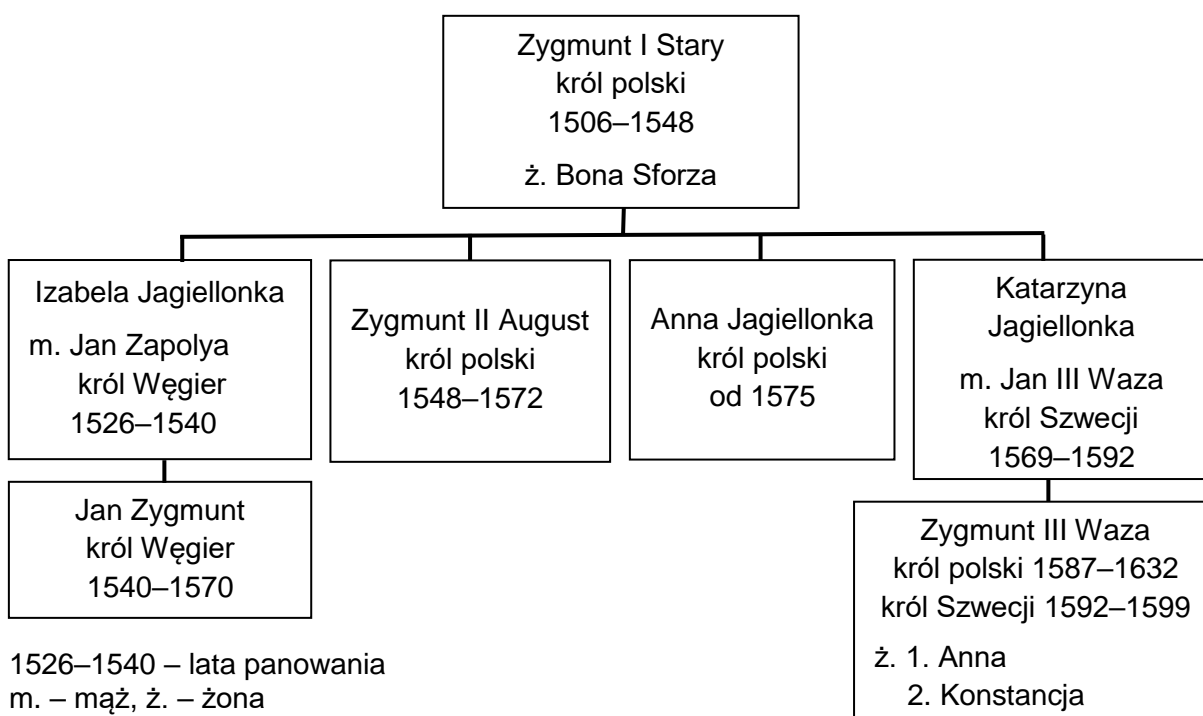 Zygmunt I Stary
król polski
1506–1548
ż. Bona Sforza
Izabela Jagiellonka
m. Jan Zapolya
król Węgier
1526–1540
Zygmunt II August
król polski
1548–1572
Anna Jagiellonka
król polski
od 1575
Katarzyna
Jagiellonka
m. Jan III Waza
król Szwecji
1569–1592
Jan Zygmunt
król Węgier
1540–1570
Zygmunt III Waza
król polski 1587–1632
król Szwecji 1592–1599
ż. 1. Anna
2. Konstancja
1526–1540 – lata panowania
m. – mąż, ż. – żona